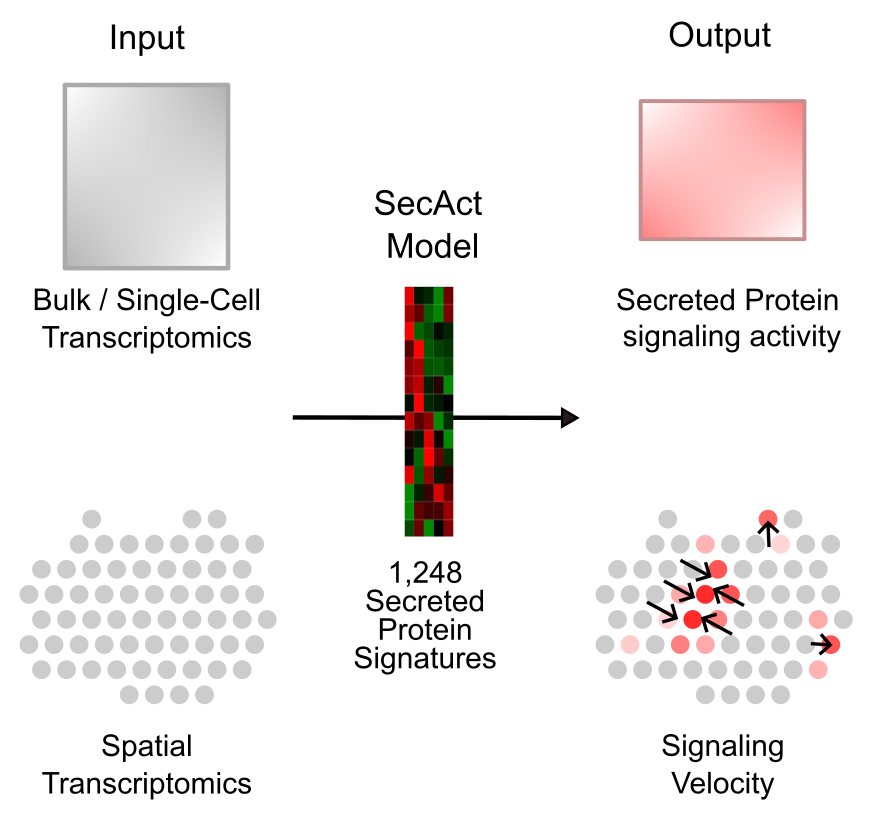 Input
Output
SecAct
Model
Bulk / Single-Cell
Transcriptomics
Secreted Protein
signaling activity
1,248
Secreted
Protein
Signatures
Spatial
Transcriptomics
Signaling
Velocity